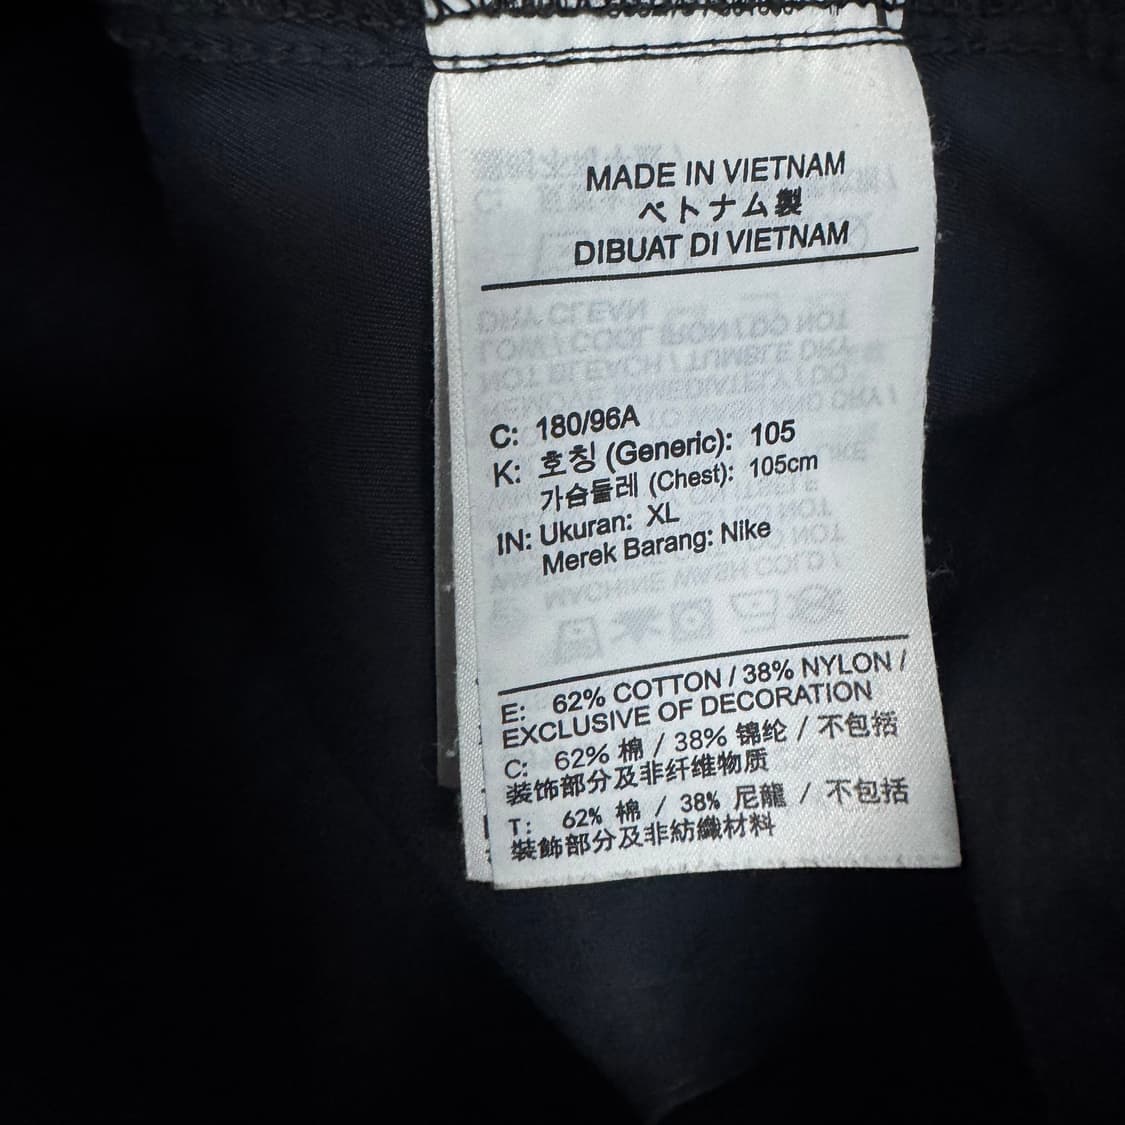 MADE IN VIETNAM
ベトナム製
DIBUAT DI VIETNAM
C: 180/96A
K: 호칭 (Generic): 105
가슴둘레 (Chest): 105cm
IN: Ukuran: XL
Merek Barang: Nike
E: 62% COTTON / 38% NYLON /
EXCLUSIVE OF DECORATION
C: 62% 棉 / 38% 锦纶 / 不包括
装饰部分及非纤维物质
T: 62% 棉 / 38% 尼龍 / 不包括
裝飾部分及非紡織材料